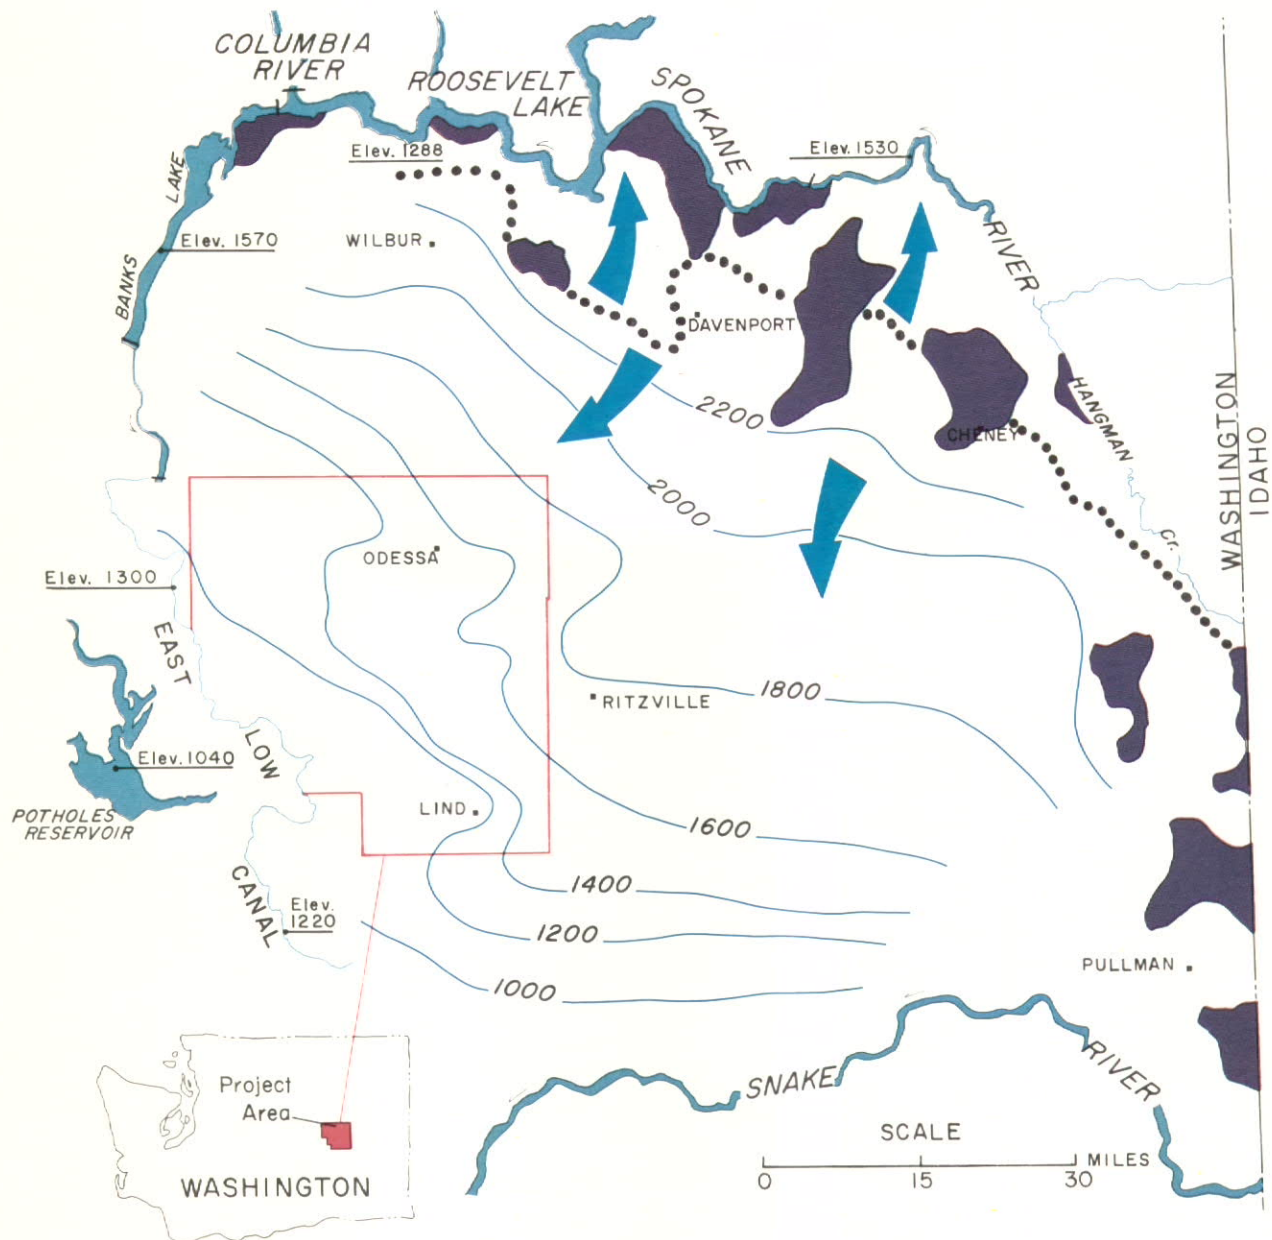 COLUMBIA
RIVER
ROOSEVELT
LAKE
SPOKANE
RIVER
Elev. 1288
Elev. 1530
BANKS
LAKE
Elev. 1570
WILBUR
DAVENPORT
2200
CHENEY
HANGMAN
Cr.
WASHINGTON
IDAHO
2000
ODESSA
Elev. 1300
EAST
LOW
CANAL
RITZVILLE
1800
Elev. 1040
POTHOLES
RESERVOIR
LIND
1600
1400
Elev.
1220
1200
1000
PULLMAN
SNAKE
RIVER
Project
Area
WASHINGTON
SCALE
0
15
30
MILES